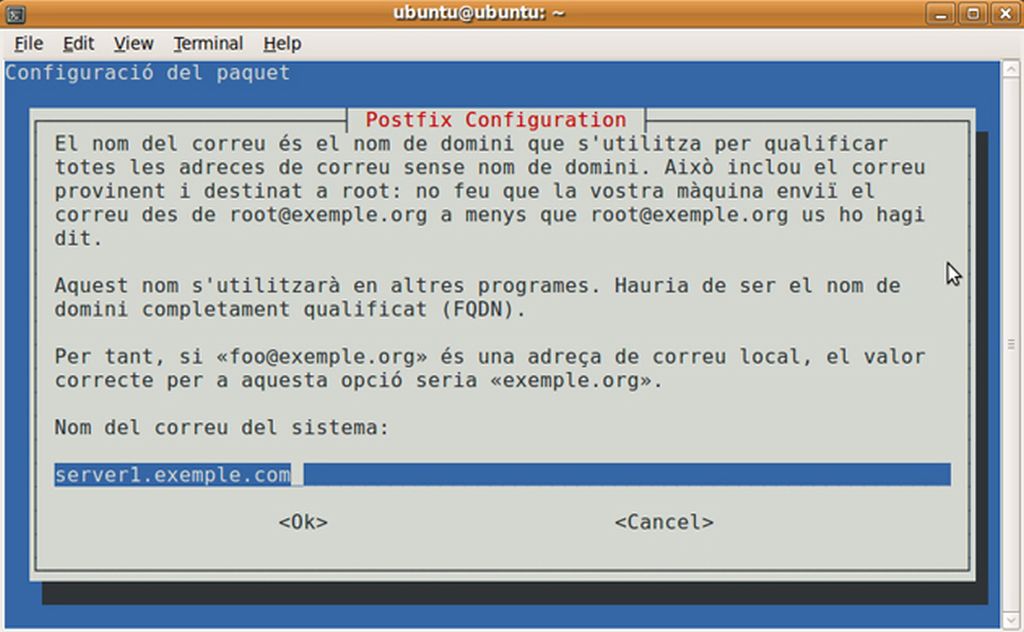 ubuntu@ubuntu: ~
File Edit View Terminal Help
Configuració del paquet
Postfix Configuration
El nom del correu és el nom de domini que s'utilitza per qualificar
totes les adreces de correu sense nom de domini. Això inclou el correu
provinent i destinat a root: no feu que la vostra màquina enviï el
correu des de root@exemple.org a menys que root@exemple.org us ho hagi
dit.
Aquest nom s'utilitzarà en altres programes. Hauria de ser el nom de
domini completament qualificat (FQDN).
Per tant, si «foo@exemple.org» és una adreça de correu local, el valor
correcte per a aquesta opció seria «exemple.org».
Nom del correu del sistema:
server1.exemple.com
<Ok> <Cancel>